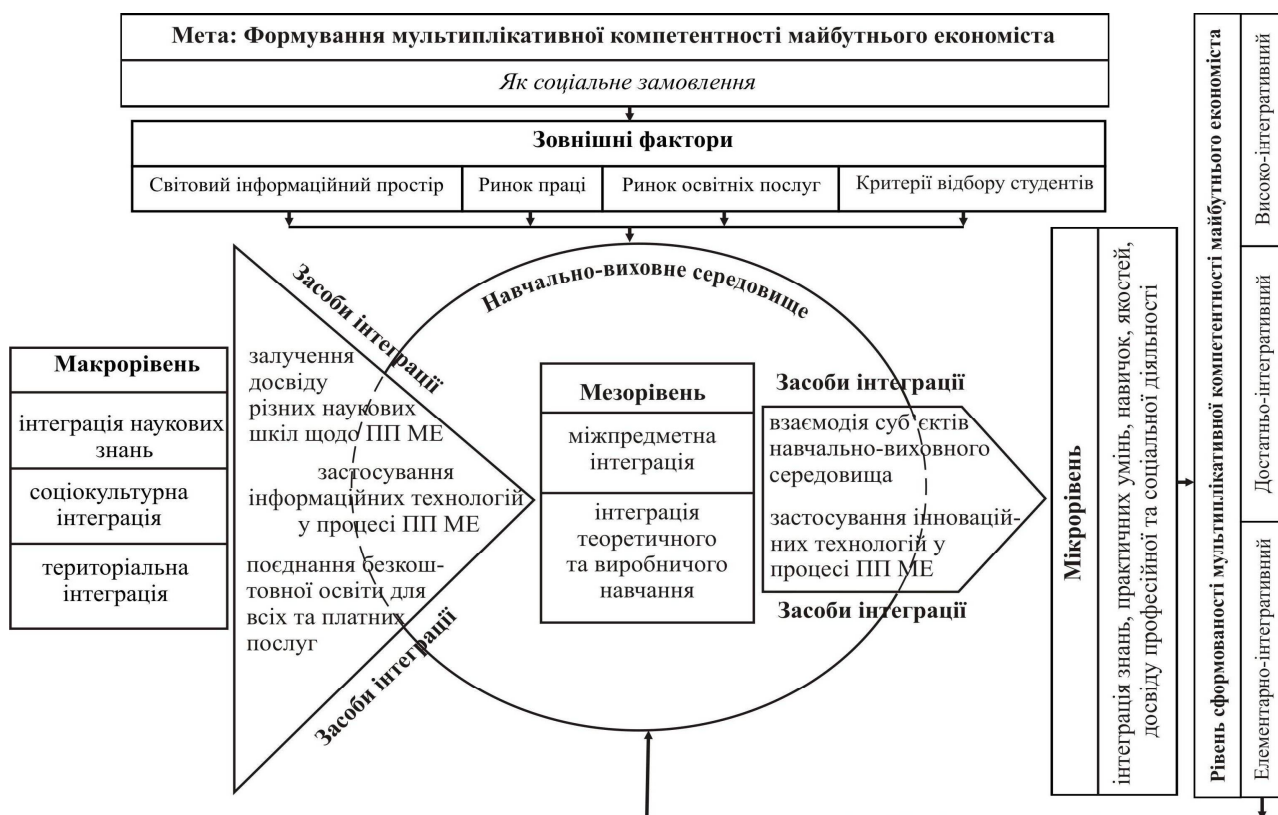 Мета: Формування мультиплікативної компетентності майбутнього економіста
Як соціальне замовлення
Зовнішні фактори
Світовий інформаційний простір
Ринок праці
Ринок освітніх послуг
Критерії відбору студентів
Навчально-виховне середовище
Макрорівень
інтеграція наукових
знань
соціокультурна
інтеграція
територіальна
інтеграція
Засоби інтеграції
залучення
досвіду
різних наукових
шкіл щодо ПП МЕ
застосування
інформаційних технологій
у процесі ПП МЕ
поєднання безкош-
товної освіти для
всіх та платних
послуг
Засоби інтеграції
Мезорівень
міжпредметна
інтеграція
інтеграція
теоретичного
та виробничого
навчання
Засоби інтеграції
взаємодія суб'єктів
навчально-виховного
середовища
застосування інновацій-
них технологій у
процесі ПП МЕ
Засоби інтеграції
Мікрорівень
інтеграція знань, практичних умінь, навичок, якостей,
досвіду професійної та соціальної діяльності
Рівень сформованості мультиплікативної компетентності майбутнього економіста
Високо-інтегративний
Достатньо-інтегративний
Елементарно-інтегративний